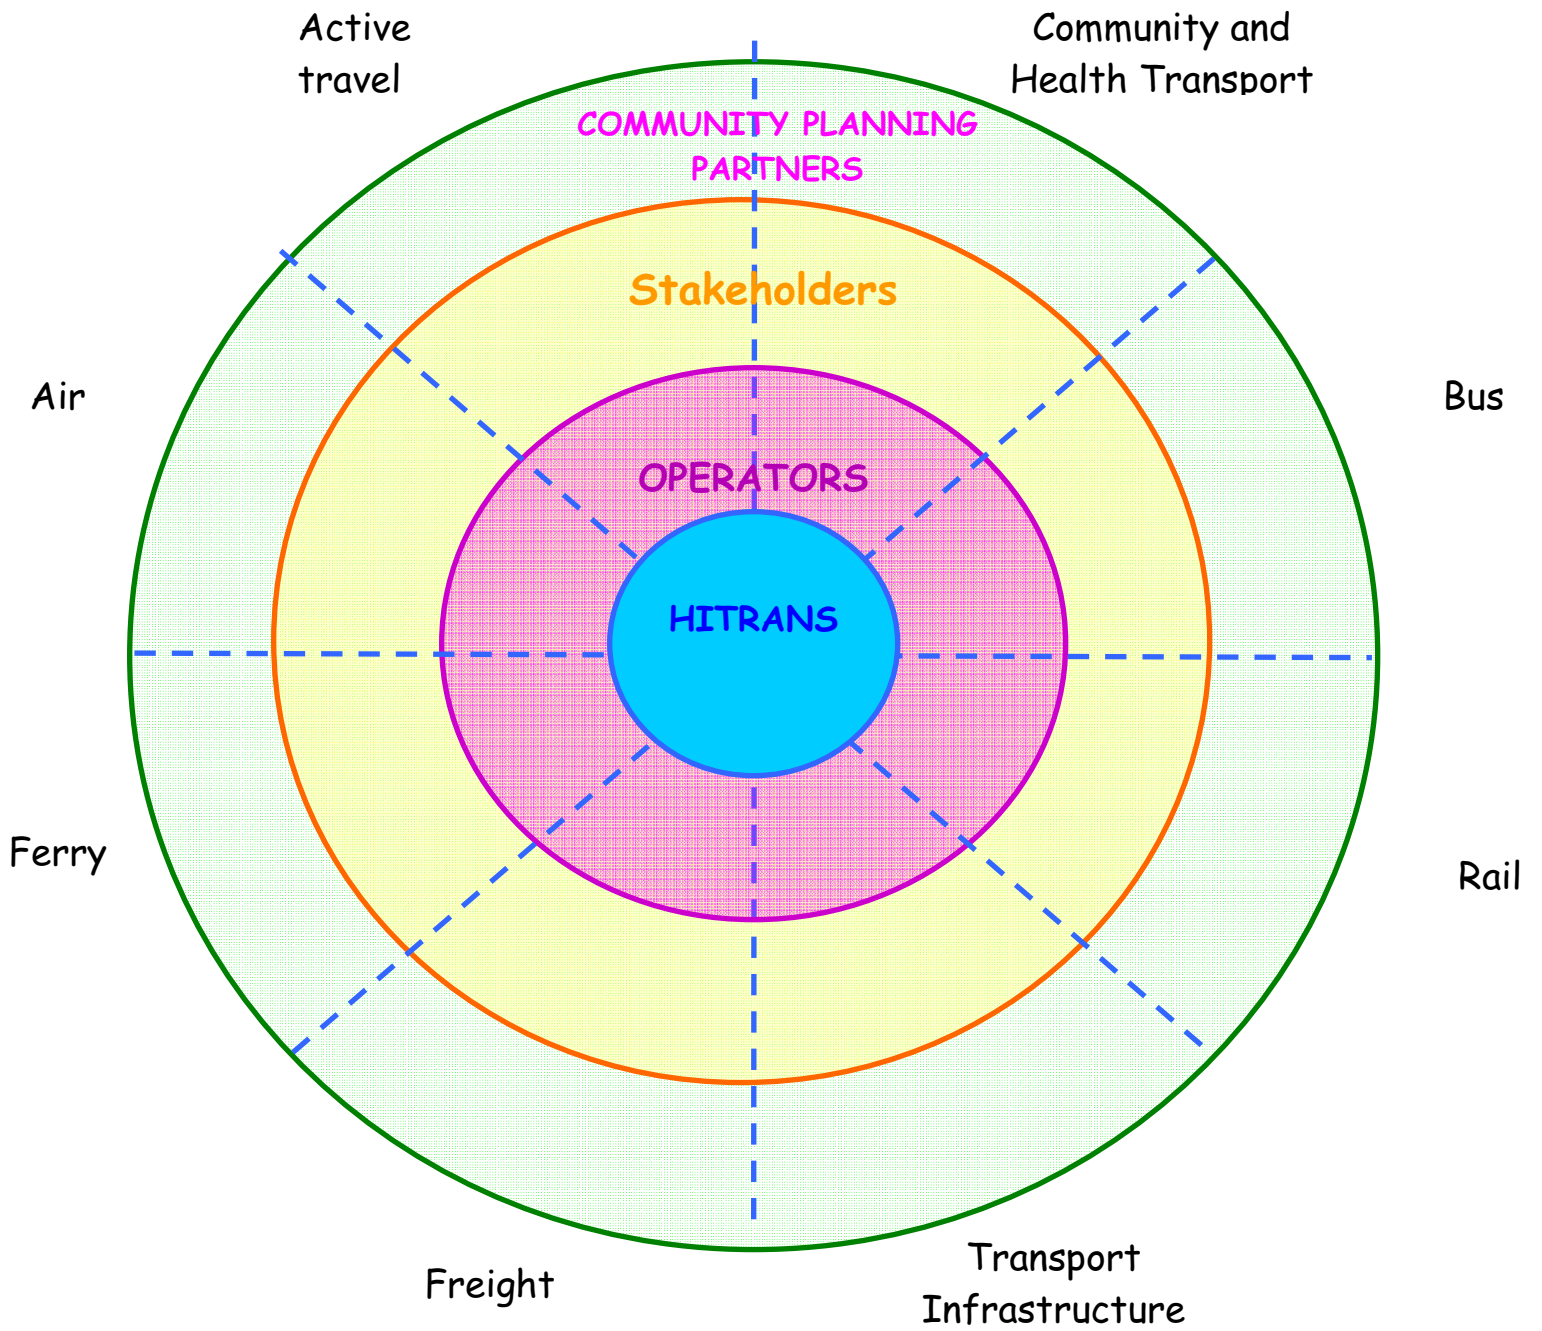 Active
travel
Community and
Health Transport
COMMUNITY PLANNING
PARTNERS
Stakeholders
Air
Bus
OPERATORS
HITRANS
Ferry
Rail
Freight
Transport
Infrastructure